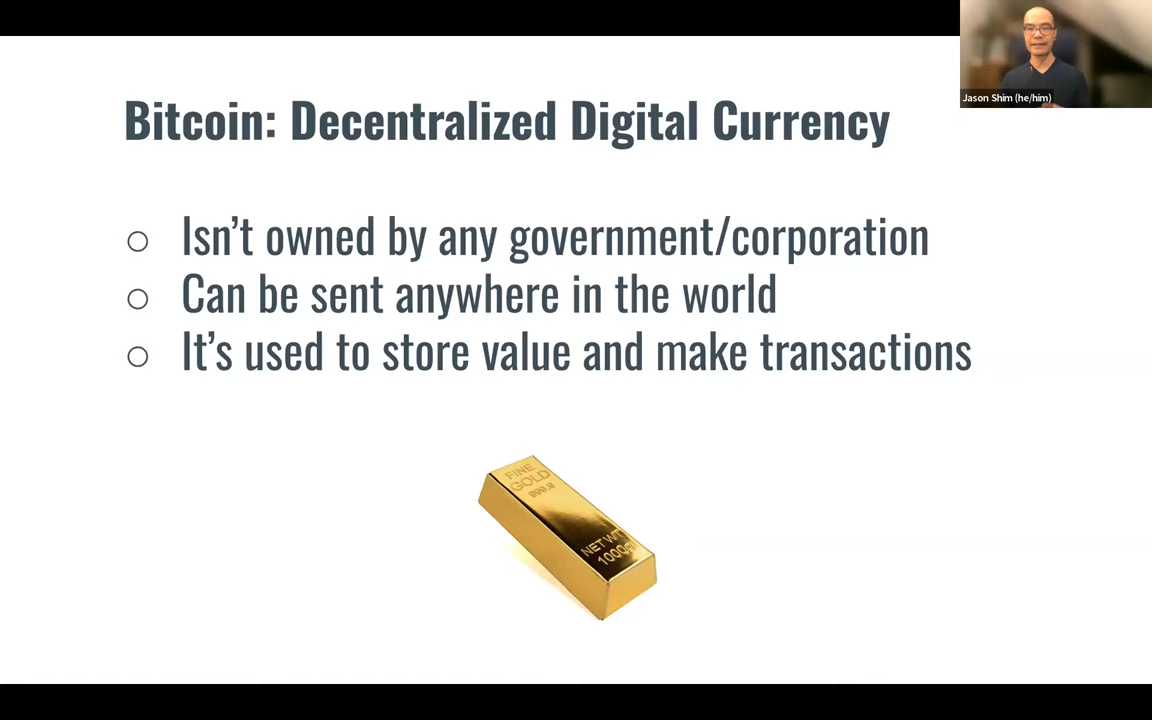 Jason Shim (he/him)
Bitcoin: Decentralized Digital Currency
Isn't owned by any government/corporation
Can be sent anywhere in the world
It's used to store value and make transactions
FINE
GOLD
999.9
NET WT
1000g